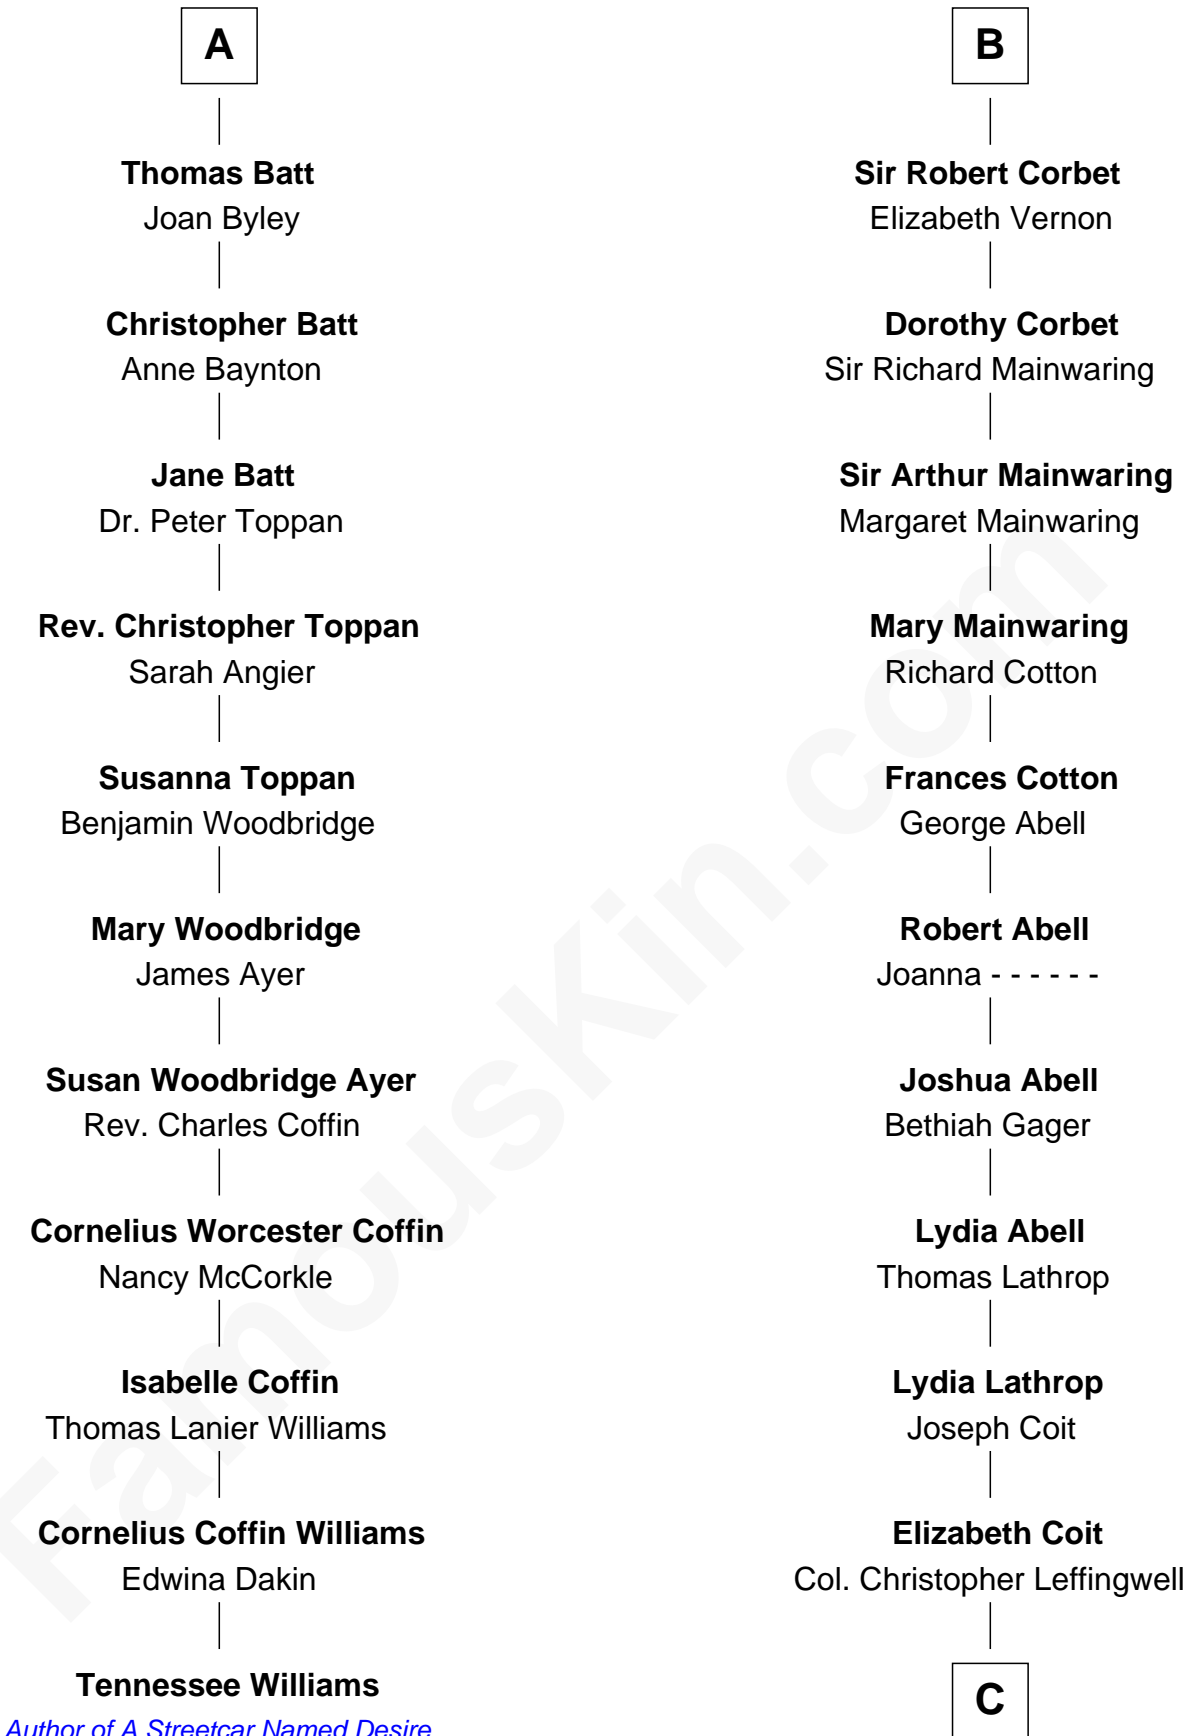 A
Thomas Batt
Joan Byley
Christopher Batt
Anne Baynton
Jane Batt
Dr. Peter Toppan
Rev. Christopher Toppan
Sarah Angier
Susanna Toppan
Benjamin Woodbridge
Mary Woodbridge
James Ayer
Susan Woodbridge Ayer
Rev. Charles Coffin
Cornelius Worcester Coffin
Nancy McCorkle
Isabelle Coffin
Thomas Lanier Williams
Cornelius Coffin Williams
Edwina Dakin
Tennessee Williams
Author of A Streetcar Named Desire
B
Sir Robert Corbet
Elizabeth Vernon
Dorothy Corbet
Sir Richard Mainwaring
Sir Arthur Mainwaring
Margaret Mainwaring
Mary Mainwaring
Richard Cotton
Frances Cotton
George Abell
Robert Abell
Joanna - - - - - -
Joshua Abell
Bethiah Gager
Lydia Abell
Thomas Lathrop
Lydia Lathrop
Joseph Coit
Elizabeth Coit
Col. Christopher Leffingwell
C
FamousKin.com